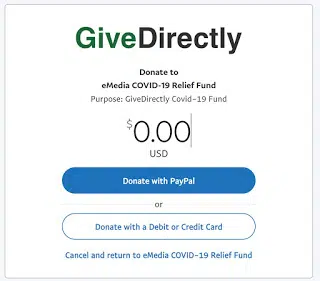 GiveDirectly
Donate to
eMedia COVID-19 Relief Fund
Purpose: GiveDirectly Covid-19 Fund
$0.00
USD
Donate with PayPal
or
Donate with a Debit or Credit Card
Cancel and return to eMedia COVID-19 Relief Fund